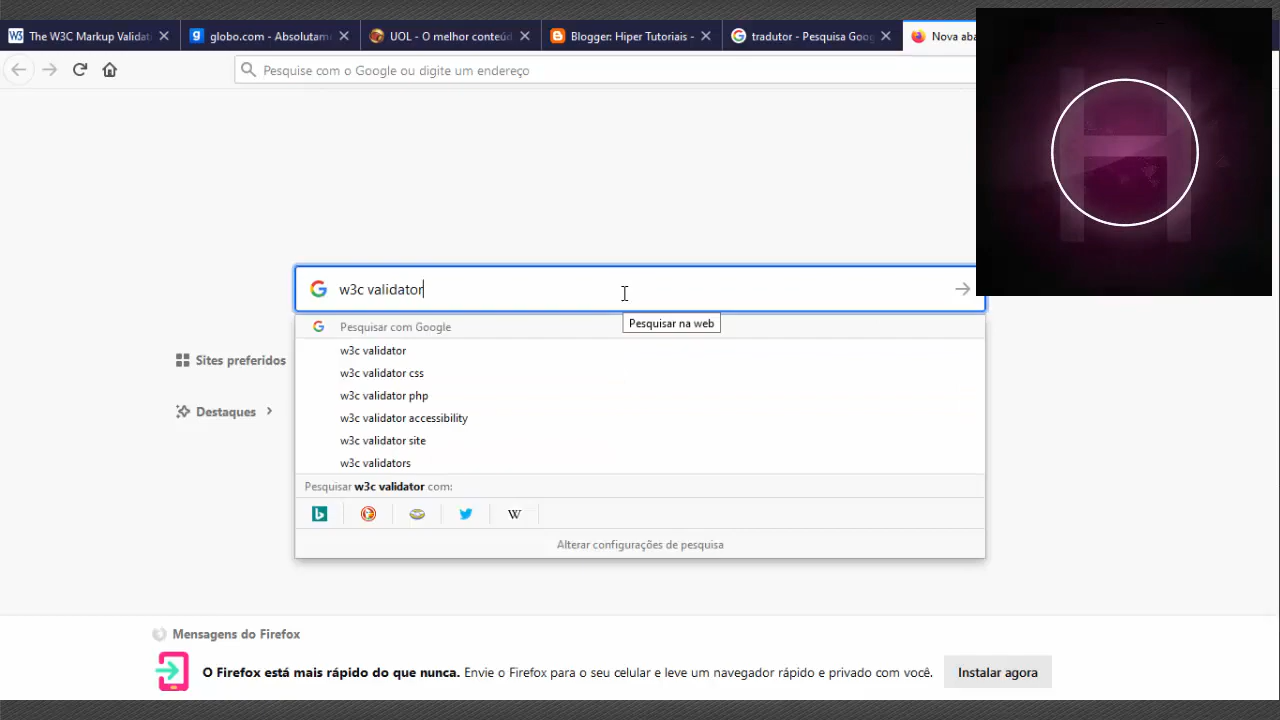 The W3C Markup Validati
globo.com - Absolutam
UOL - O melhor conteúd
Blogger: Hiper Tutoriais -
tradutor - Pesquisa Goog
Nova aba
Pesquise com o Google ou digite um endereço
H
w3c validator
Pesquisar com Google
Pesquisar na web
w3c validator
w3c validator css
w3c validator php
w3c validator accessibility
w3c validator site
w3c validators
Sites preferidos
Destaques
Pesquisar w3c validator com:
W
Alterar configurações de pesquisa
Mensagens do Firefox
O Firefox está mais rápido do que nunca. Envie o Firefox para o seu celular e leve um navegador rápido e privado com você.
Instalar agora